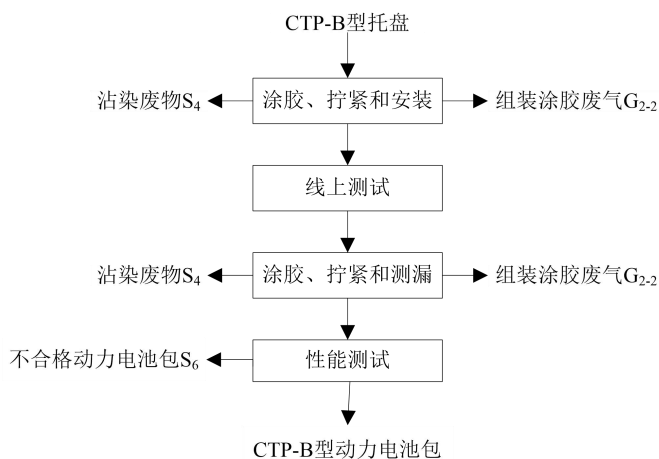 CTP-B型托盘
沾染废物S₄
涂胶、拧紧和安装
组装涂胶废气G₂₋₂
线上测试
沾染废物S₄
涂胶、拧紧和测漏
组装涂胶废气G₂₋₂
不合格动力电池包S₆
性能测试
CTP-B型动力电池包